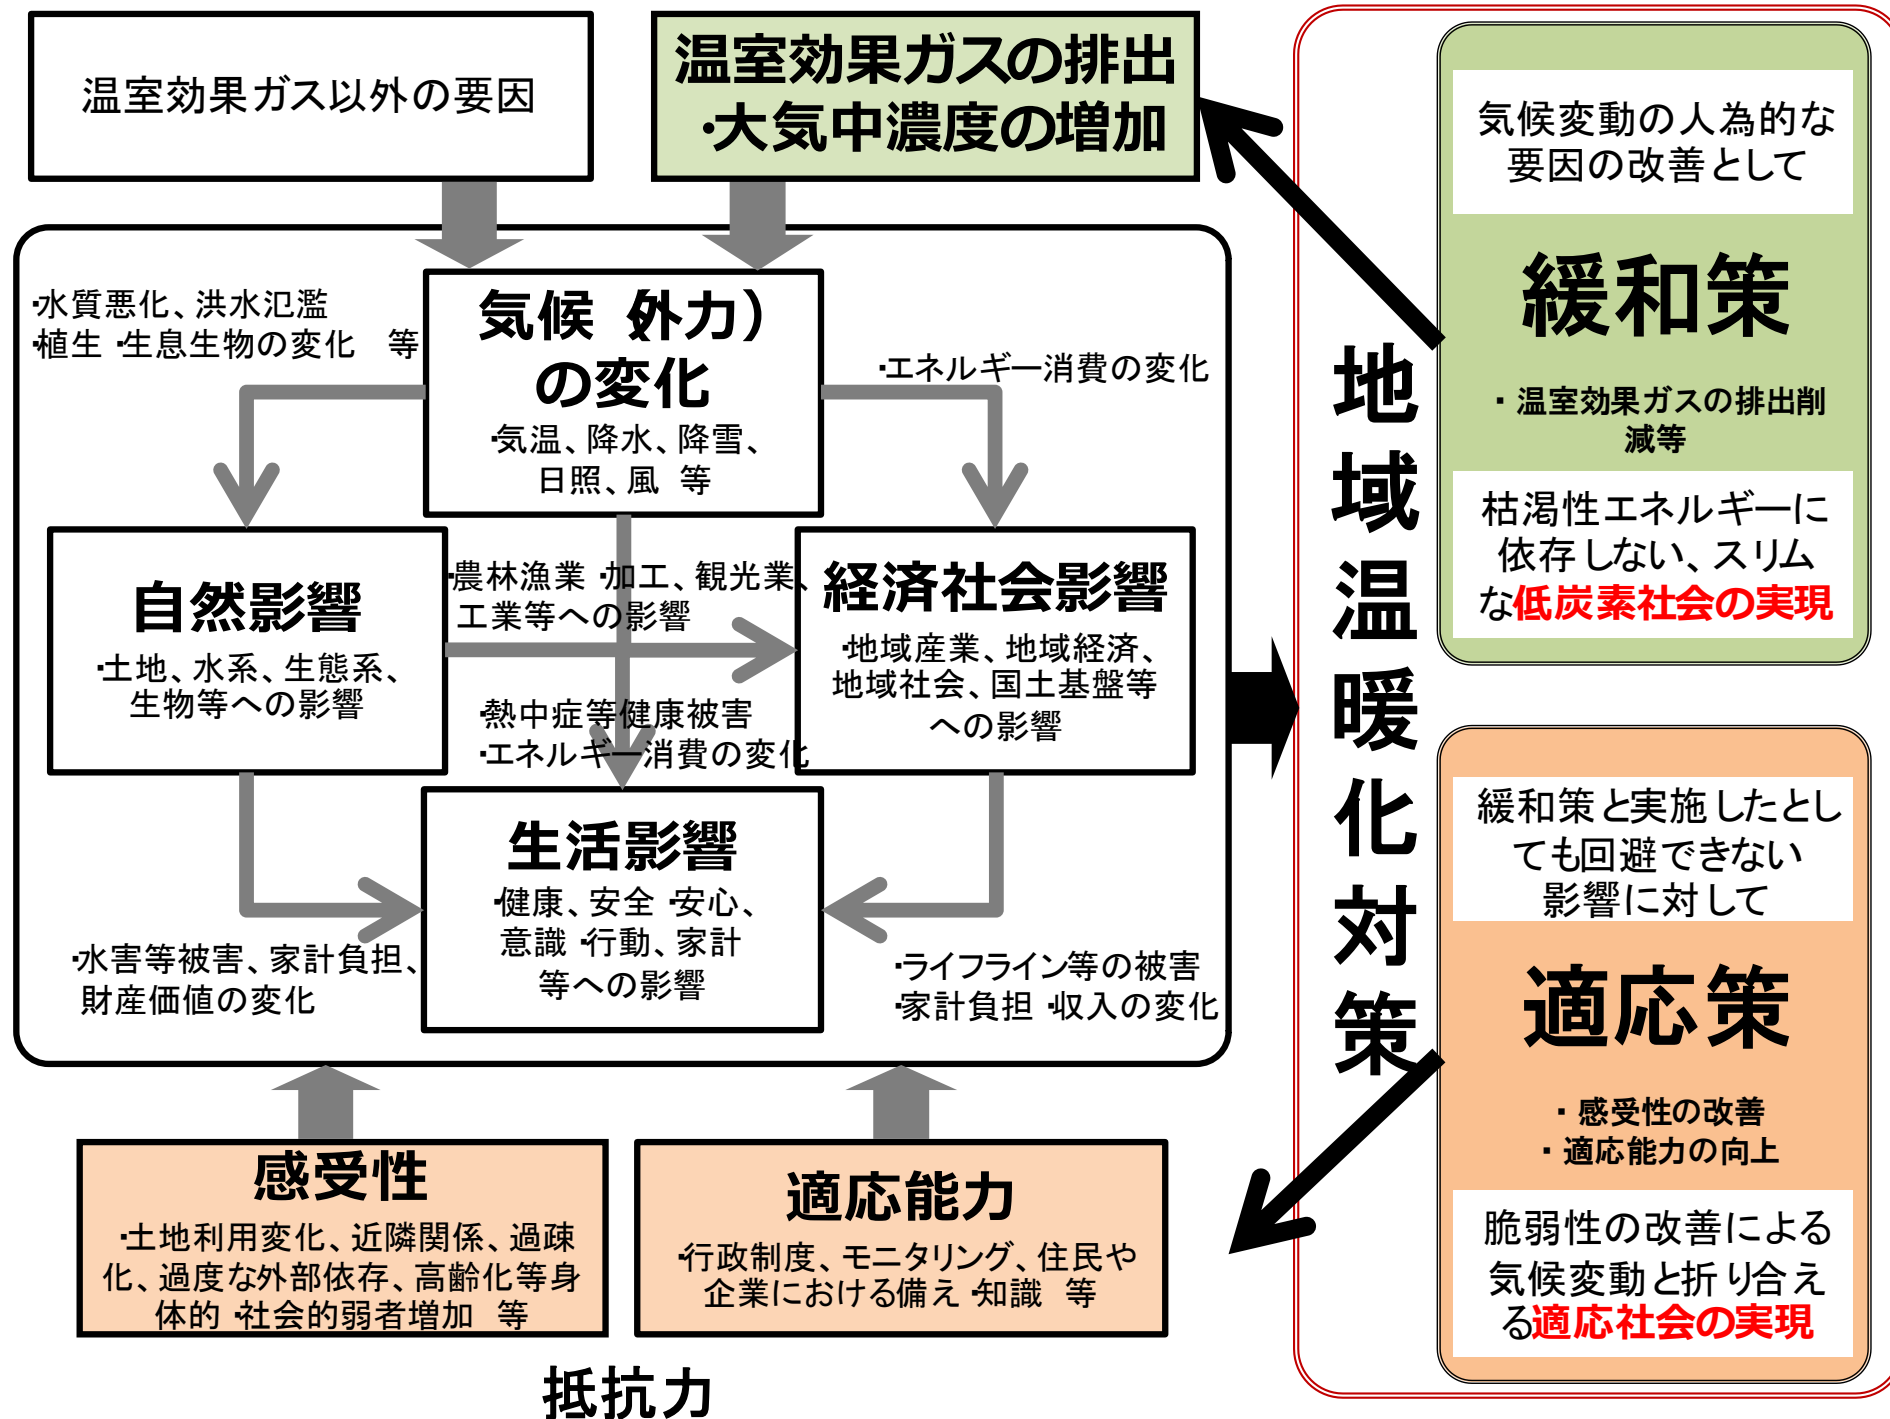 温室効果ガス以外の要因
温室効果ガスの排出
・大気中濃度の増加
・水質悪化、洪水氾濫
・植生・生息生物の変化　等
気候（外力）
の変化
・気温、降水、降雪、
日照、風　等
・エネルギー消費の変化
自然影響
・土地、水系、生態系、
生物等への影響
・農林漁業・加工、観光業、
工業等への影響
経済社会影響
・地域産業、地域経済、
地域社会、国土基盤等
への影響
・熱中症等健康被害
・エネルギー消費の変化
生活影響
・健康、安全・安心、
意識・行動、家計
等への影響
・水害等被害、家計負担、
財産価値の変化
・ライフライン等の被害
・家計負担・収入の変化
感受性
・土地利用変化、近隣関係、過疎
化、過度な外部依存、高齢化等身
体的・社会的弱者増加　等
適応能力
・行政制度、モニタリング、住民や
企業における備え・知識　等
抵抗力
地域温暖化対策
気候変動の人為的な
要因の改善として
緩和策
・温室効果ガスの排出削
減等
枯渇性エネルギーに
依存しない、スリム
な低炭素社会の実現
緩和策と実施したとし
ても回避できない
影響に対して
適応策
・感受性の改善
・適応能力の向上
脆弱性の改善による
気候変動と折り合え
る適応社会の実現